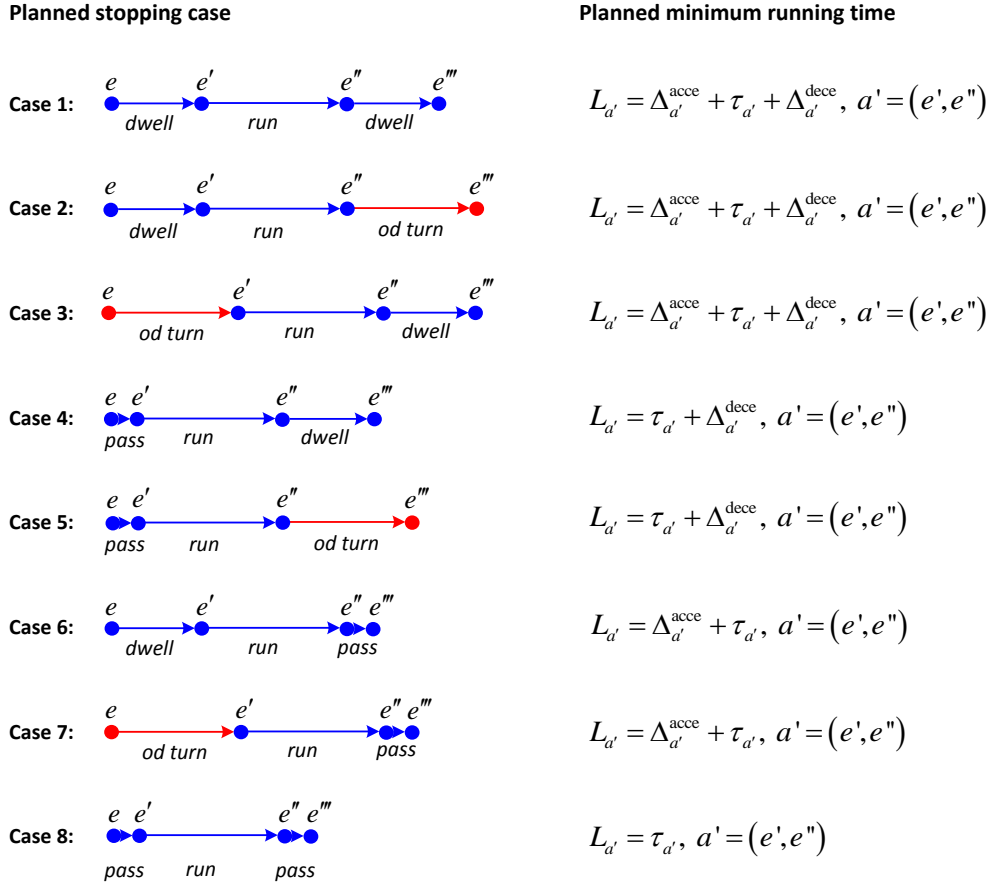 Planned stopping case Planned minimum running time
e e′ e″ e‴
Case 1: dwell run dwell L_{a'} = Δ_{a'}^{acce} + τ_{a'} + Δ_{a'}^{dece}, a' = (e', e")
e e′ e″ e‴
Case 2: dwell run od turn L_{a'} = Δ_{a'}^{acce} + τ_{a'} + Δ_{a'}^{dece}, a' = (e', e")
e e′ e″ e‴
Case 3: od turn run dwell L_{a'} = Δ_{a'}^{acce} + τ_{a'} + Δ_{a'}^{dece}, a' = (e', e")
e e′ e″ e‴
Case 4: pass run dwell L_{a'} = τ_{a'} + Δ_{a'}^{dece}, a' = (e', e")
e e′ e″ e‴
Case 5: pass run od turn L_{a'} = τ_{a'} + Δ_{a'}^{dece}, a' = (e', e")
e e′ e″ e‴
Case 6: dwell run pass L_{a'} = Δ_{a'}^{acce} + τ_{a'}, a' = (e', e")
e e′ e″ e‴
Case 7: od turn run pass L_{a'} = Δ_{a'}^{acce} + τ_{a'}, a' = (e', e")
e e′ e″ e‴
Case 8: pass run pass L_{a'} = τ_{a'}, a' = (e', e")